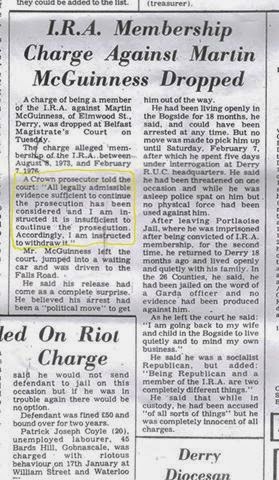 they could be added to the list.
(treasurer).
I.R.A. Membership
Charge Against Martin
McGuinness Dropped
A charge of being a member
of the I.R.A. against Martin
McGuinness, of Elmwood St.,
Derry, was dropped at Belfast
Magistrate's Court on
Tuesday.
The charge alleged mem-
bership of the I.R.A. between
August 8, 1973, and February
7, 1976.
A Crown prosecutor told the
court: "All legally admissible
evidence sufficient to continue
the prosecution has been
considered and I am in-
structed it is insufficient to
continue the prosecution.
Accordingly, I am instructed
to withdraw it."
Mr. McGuinness left the
court, jumped into a waiting
car and was driven to the
Falls Road.
He said his release had
come as a complete surprise.
He believed his arrest had
been a "political move" to get
him out of the way.
He had been living openly in
the Bogside for 18 months, he
said, and could have been
arrested at any time. But no
move was made to pick him up
until Saturday, February 7,
after which he spent five days
under interrogation at Derry
R.U.C. headquarters. He said
he had been threatened on one
occasion and while he was
asleep police spat on him but
no physical force had been
used against him.
After leaving Portlaoise
Jail, where he was imprisoned
after being convicted of I.R.A.
membership, for the second
time, he returned to Derry 18
months ago and lived openly
and quietly with his family. In
the 26 Counties, he said, he
had been jailed on the word of
a Garda officer and no
evidence had been produced
against him.
As he left the court he said:
"I am going back to my wife
and child in the Bogside to live
quietly and to mind my own
business."
He said he was a socialist
Republican, but added:
"Being a Republican and a
member of the I.R.A. are two
completely different things."
He said that while in
custody, he had been accused
"of all sorts of things" but he
was completely innocent of all
charges.
led On Riot
Charge
said he would not send
defendant to jail on this
occasion but if he was in
trouble again there would be
no option.
Defendant was fined £50 and
bound over for two years.
Patrick Joseph Coyle (20),
unemployed labourer, 45
Bards Hill, Gobnascale, was
charged with riotous
behaviour on 17th January at
William Street and Waterloo
Derry
Diocesan